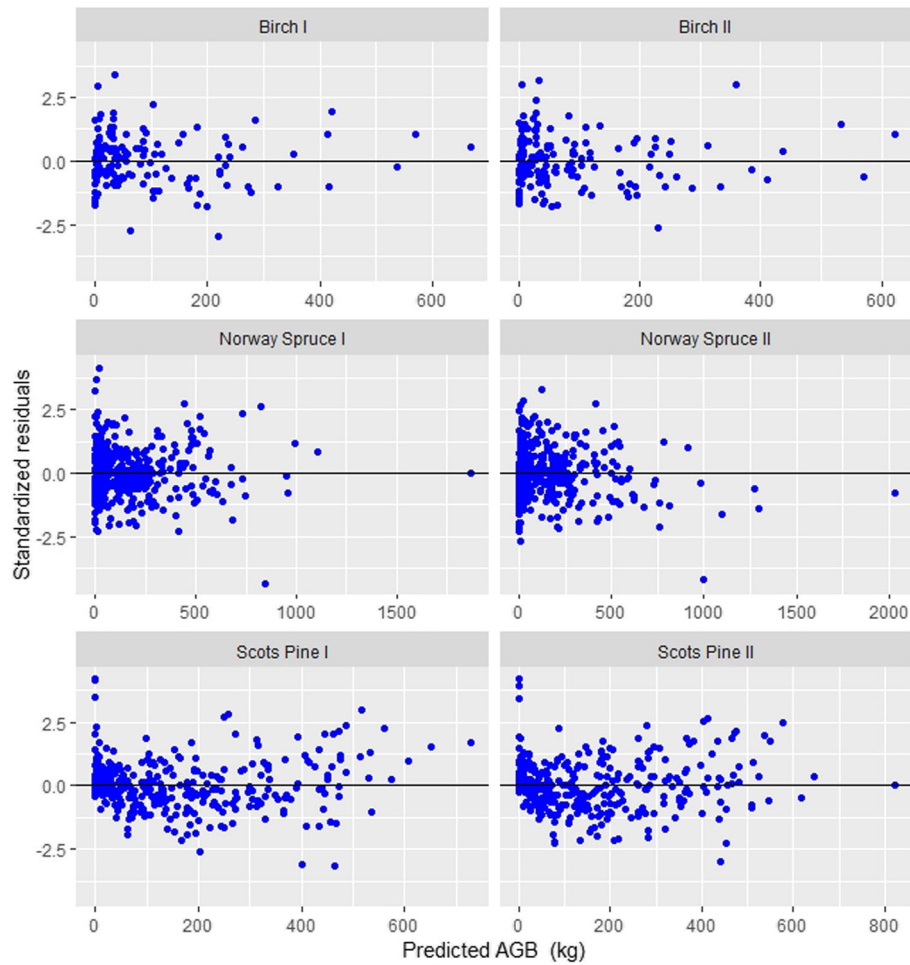 Birch I Birch II
2.5
0.0
-2.5
0 200 400 600 0 200 400 600
Norway Spruce I Norway Spruce II
2.5
0.0
-2.5
0 500 1000 1500 0 500 1000 1500 2000
Scots Pine I Scots Pine II
2.5
0.0
-2.5
0 200 400 600 0 200 400 600 800
Standardized residuals
Predicted AGB (kg)